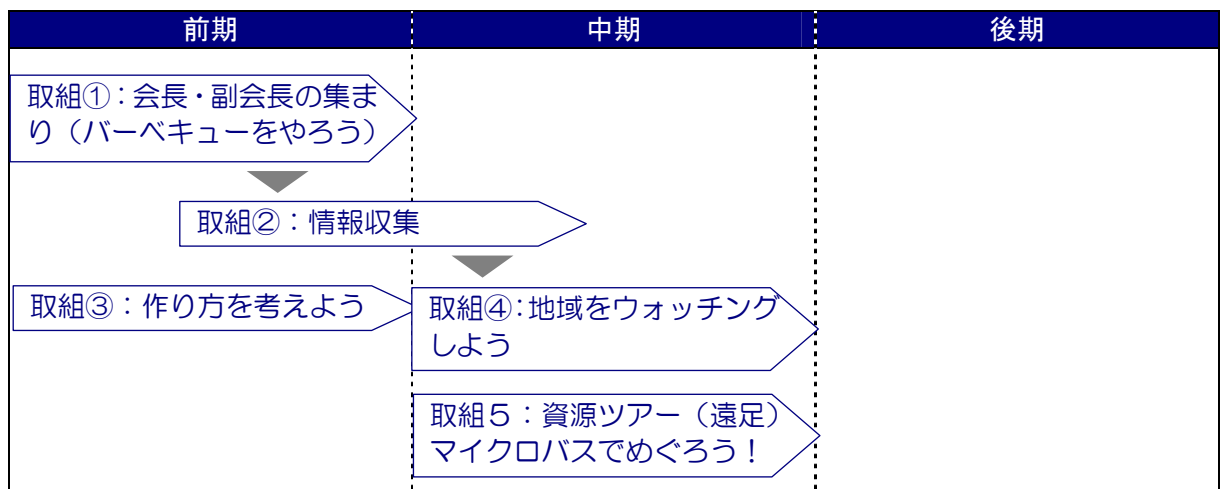 前期
中期
後期
取組①：会長・副会長の集ま
り（バーベキューをやろう）
取組②：情報収集
取組③：作り方を考えよう
取組④：地域をウォッチング
しよう
取組５：資源ツアー（遠足）
マイクロバスでめぐろう！